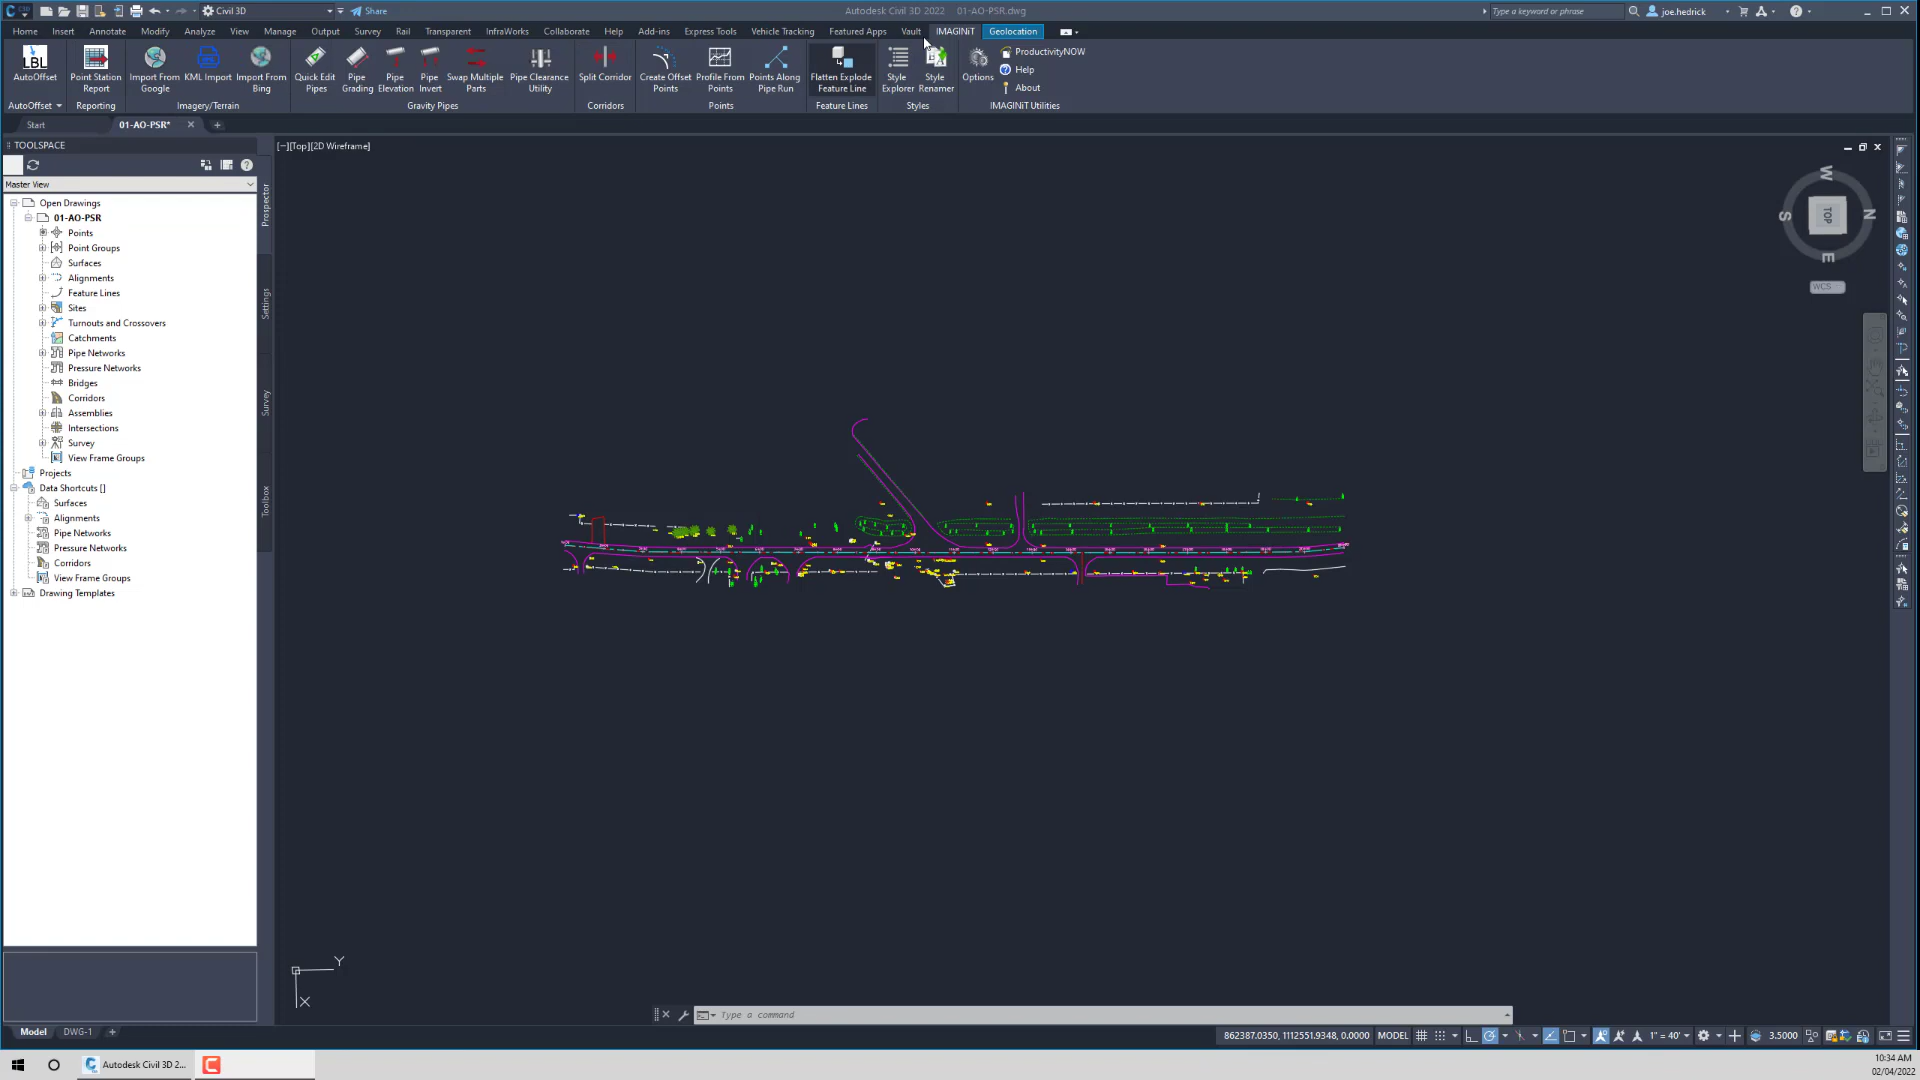 Civil 3D
Share
Autodesk Civil 3D 2022 01-AO-PSR.dwg
Type a keyword or phrase
joe.hedrick
Home Insert Annotate Modify Analyze View Manage Output Survey Rail Transparent InfraWorks Collaborate Help Add-ins Express Tools Vehicle Tracking Featured Apps Vault IMAGINiT Geolocation
AutoOffset
Point Station Report
Import From Google
KML Import
Import From Bing
Quick Edit Pipes
Pipe Grading
Pipe Elevation
Pipe Invert
Swap Multiple Parts
Pipe Clearance Utility
Split Corridor
Create Offset Points
Profile From Points
Points Along Pipe Run
Flatten Explode Feature Line
Style Explorer
Style Renamer
Options
ProductivityNOW
Help
About
AutoOffset Reporting Imagery/Terrain Gravity Pipes Corridors Points Feature Lines Styles IMAGINiT Utilities
Start 01-AO-PSR*
TOOLSPACE
Master View
Open Drawings
01-AO-PSR
Points
Point Groups
Surfaces
Alignments
Feature Lines
Sites
Turnouts and Crossovers
Catchments
Pipe Networks
Pressure Networks
Bridges
Corridors
Assemblies
Intersections
Survey
View Frame Groups
Projects
Data Shortcuts []
Surfaces
Alignments
Pipe Networks
Pressure Networks
Corridors
View Frame Groups
Drawing Templates
Prospector
Settings
Survey
Toolbox
[−][Top][2D Wireframe]
W
S TOP N
E
WCS
Y
X
Type a command
Model DWG-1
862387.0350, 1112551.9348, 0.0000 MODEL 1" = 40' 3.5000
Autodesk Civil 3D 2...
10:34 AM
02/04/2022